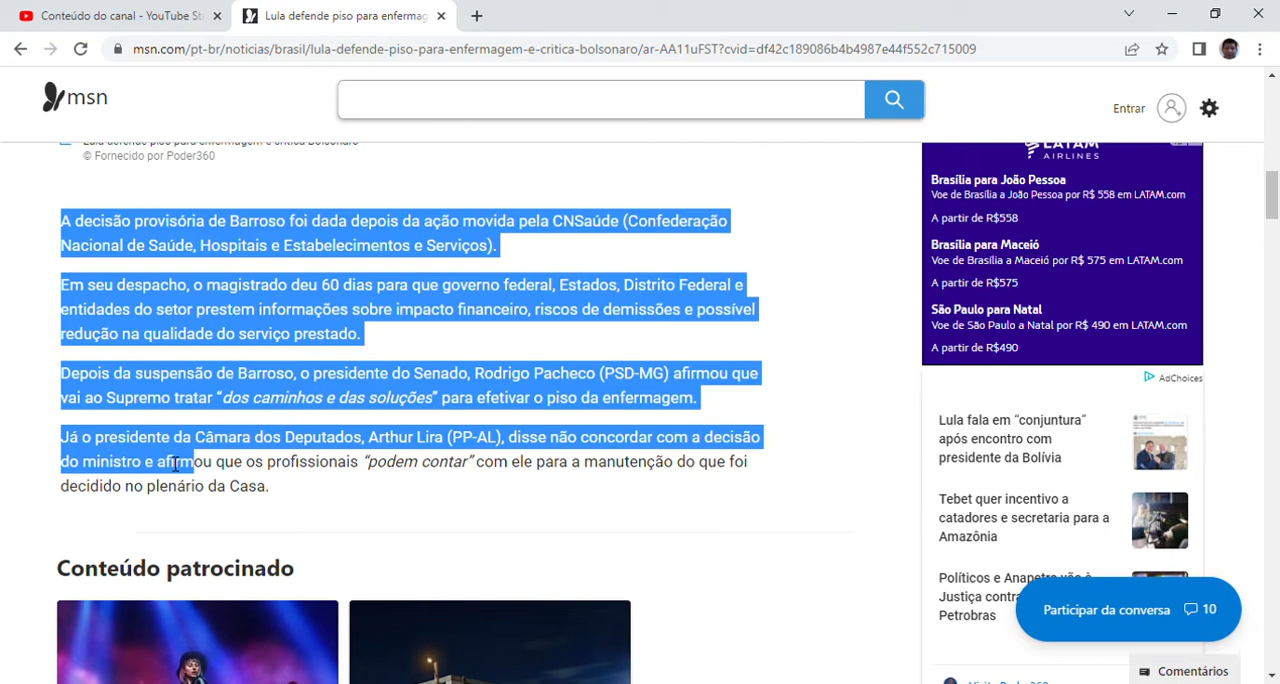 Conteúdo do canal - YouTube St
Lula defende piso para enfermag
msn.com/pt-br/noticias/brasil/lula-defende-piso-para-enfermagem-e-critica-bolsonaro/ar-AA11uFST?cvid=df42c189086b4b4987e44f552c715009
msn
Entrar
Lula defende piso para enfermagem e critica Bolsonaro
© Fornecido por Poder360
A decisão provisória de Barroso foi dada depois da ação movida pela CNSaúde (Confederação
Nacional de Saúde, Hospitais e Estabelecimentos e Serviços).
Em seu despacho, o magistrado deu 60 dias para que governo federal, Estados, Distrito Federal e
entidades do setor prestem informações sobre impacto financeiro, riscos de demissões e possível
redução na qualidade do serviço prestado.
Depois da suspensão de Barroso, o presidente do Senado, Rodrigo Pacheco (PSD-MG) afirmou que
vai ao Supremo tratar “dos caminhos e das soluções” para efetivar o piso da enfermagem.
Já o presidente da Câmara dos Deputados, Arthur Lira (PP-AL), disse não concordar com a decisão
do ministro e afirmou que os profissionais “podem contar” com ele para a manutenção do que foi
decidido no plenário da Casa.
Conteúdo patrocinado
LATAM
AIRLINES
Brasília para João Pessoa
Voe de Brasília a João Pessoa por R$ 558 em LATAM.com
A partir de R$558
Brasília para Maceió
Voe de Brasília a Maceió por R$ 575 em LATAM.com
A partir de R$575
São Paulo para Natal
Voe de São Paulo a Natal por R$ 490 em LATAM.com
A partir de R$490
AdChoices
Lula fala em “conjuntura”
após encontro com
presidente da Bolívia
Tebet quer incentivo a
catadores e secretaria para a
Amazônia
Políticos e Anapetro vão à
Justiça contra
Petrobras
Participar da conversa 10
Visite Poder360
Comentários